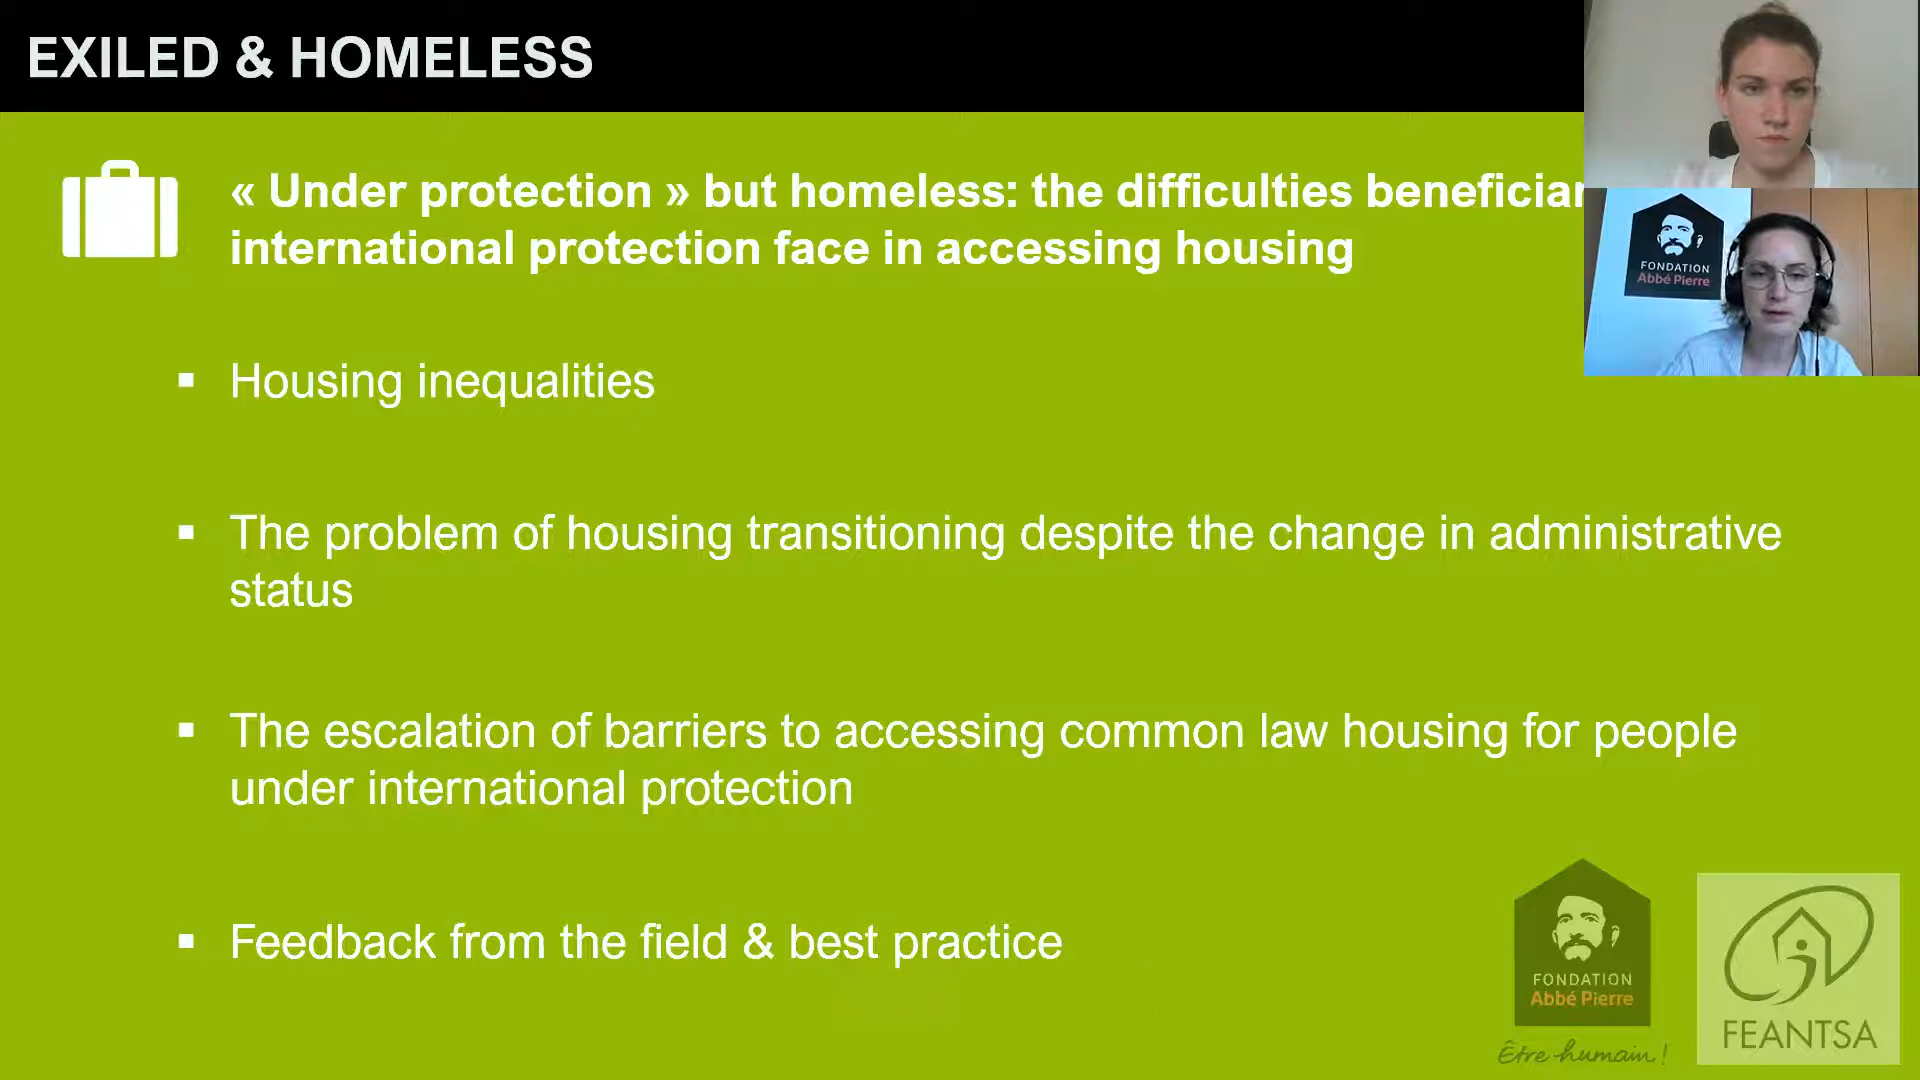 EXILED & HOMELESS
« Under protection » but homeless: the difficulties
international protection face in accessing housing
FONDATION
Abbé Pierre
▪ Housing inequalities
▪ The problem of housing transitioning despite the change in administrative
status
▪ The escalation of barriers to accessing common law housing for people
under international protection
▪ Feedback from the field & best practice
FONDATION
Abbé Pierre
Être humain !
FEANTSA